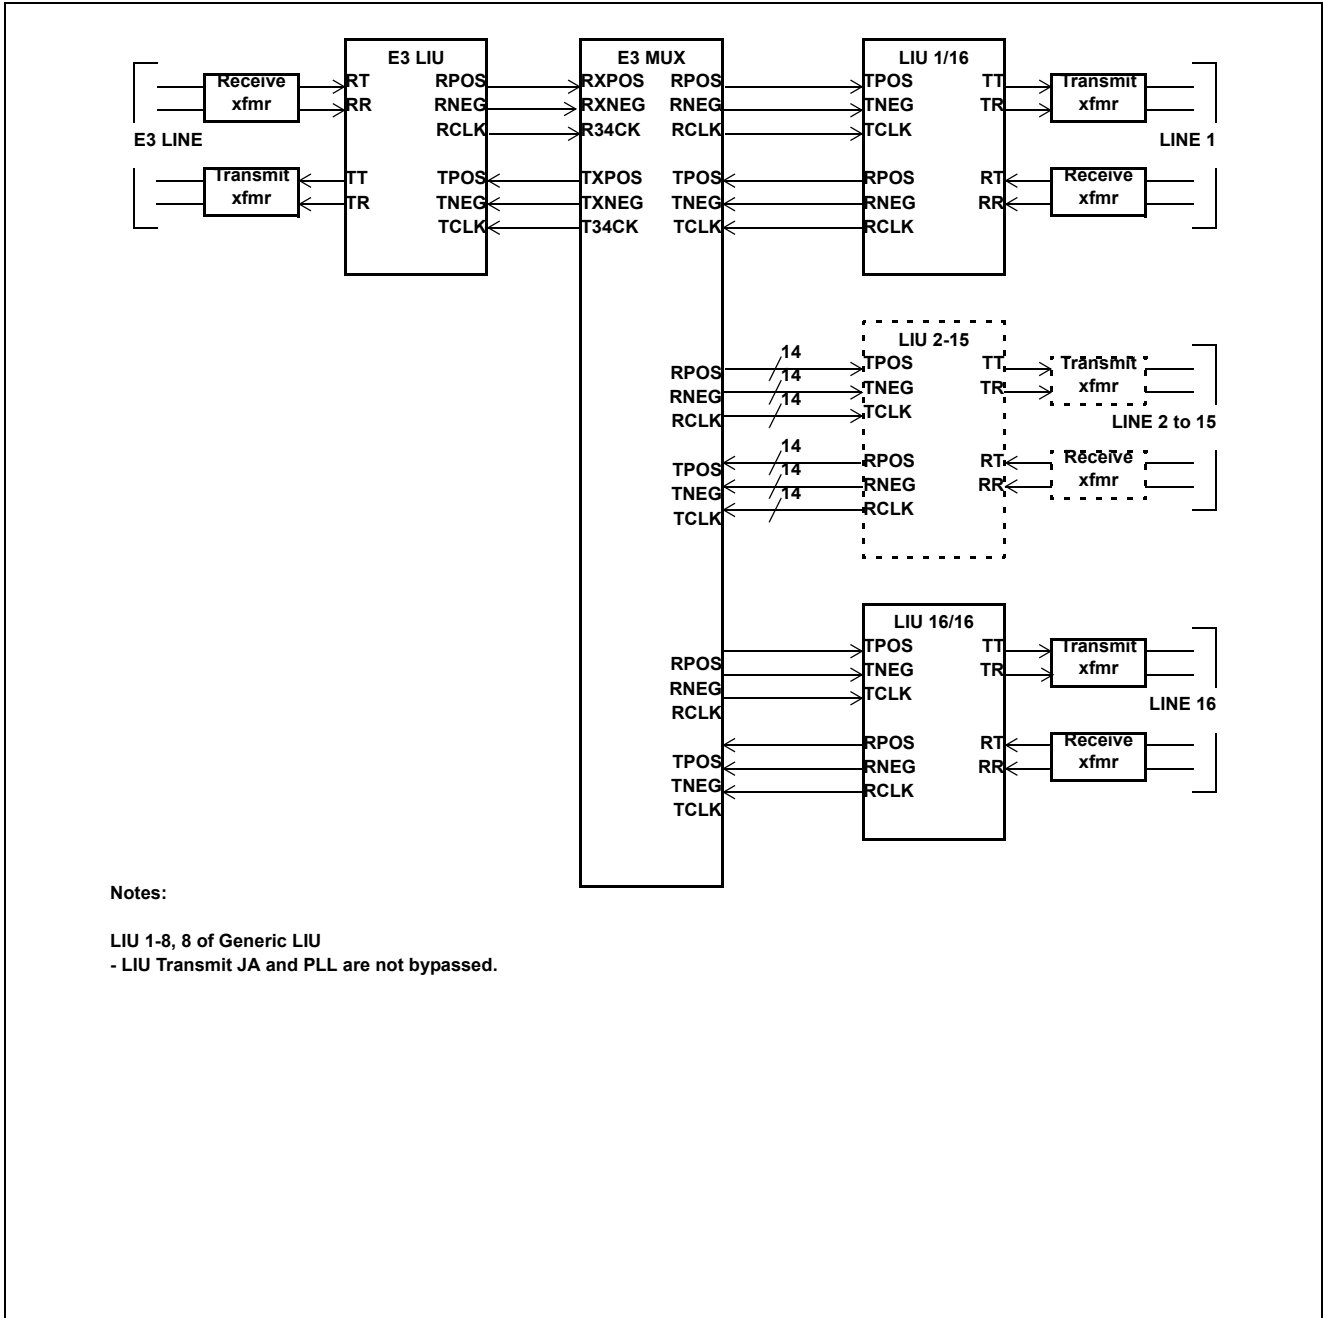 E3 LIU E3 MUX LIU 1/16
Receive xfmr RT RPOS RXPOS RPOS TPOS TT Transmit xfmr
RR RNEG RXNEG RNEG TNEG TR
RCLK R34CK RCLK TCLK
E3 LINE LINE 1
Transmit xfmr TT TPOS TXPOS TPOS RPOS RT Receive xfmr
TR TNEG TXNEG TNEG RNEG RR
TCLK T34CK TCLK RCLK
LIU 2-15
14 TPOS TT Transmit xfmr
RPOS 14 TNEG TR
RNEG 14 TCLK
RCLK LINE 2 to 15
14 RPOS RT Receive xfmr
TPOS 14 RNEG RR
TNEG 14 RCLK
TCLK
LIU 16/16
TPOS TT Transmit xfmr
RPOS TNEG TR
RNEG TCLK
RCLK LINE 16
RPOS RT Receive xfmr
TPOS RNEG RR
TNEG RCLK
TCLK
Notes:
LIU 1-8, 8 of Generic LIU
- LIU Transmit JA and PLL are not bypassed.